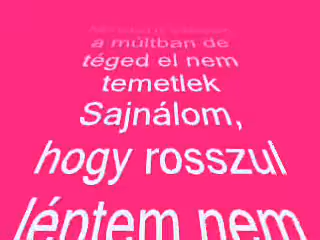 a múltban de
téged el nem
temetlek
Sajnálom,
hogy rosszul
léptem nem